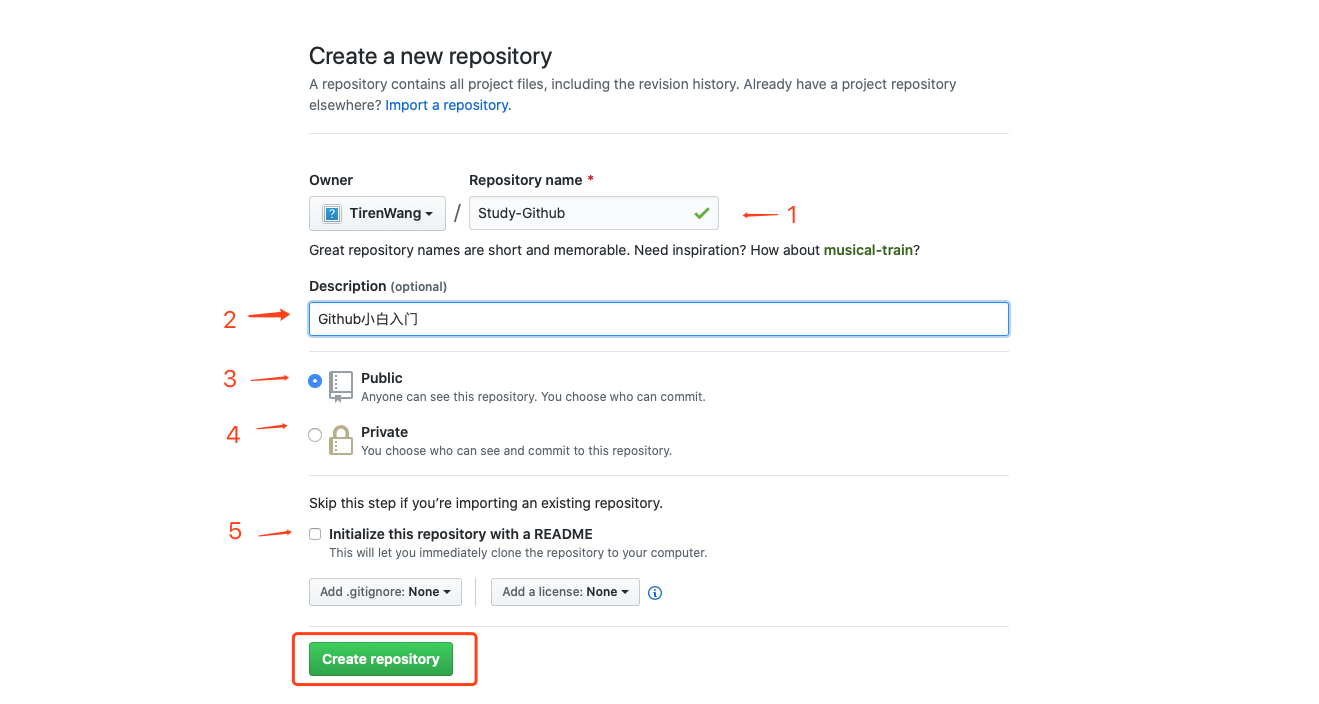 Create a new repository
A repository contains all project files, including the revision history. Already have a project repository
elsewhere? Import a repository.
Owner
Repository name *
TirenWang
/
Study-Github
1
Great repository names are short and memorable. Need inspiration? How about musical-train?
Description (optional)
2
Github小白入门
3
Public
Anyone can see this repository. You choose who can commit.
4
Private
You choose who can see and commit to this repository.
Skip this step if you’re importing an existing repository.
5
Initialize this repository with a README
This will let you immediately clone the repository to your computer.
Add .gitignore: None
Add a license: None
Create repository